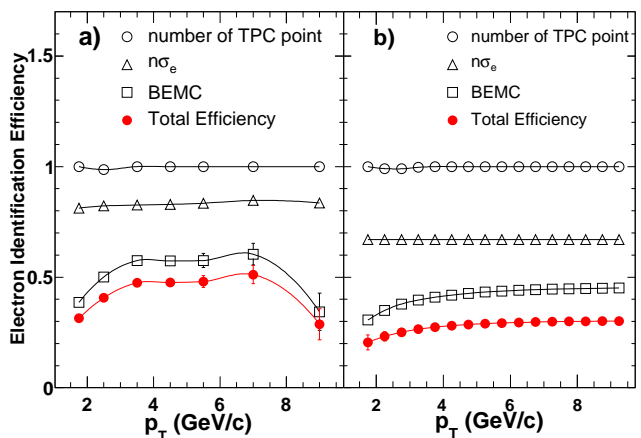 Electron Identification Efficiency
a)
number of TPC point
nσe
BEMC
Total Efficiency
b)
number of TPC point
nσe
BEMC
Total Efficiency
1.5
1
0.5
0
2 4 6 8
2 4 6 8
pT (GeV/c)
pT (GeV/c)